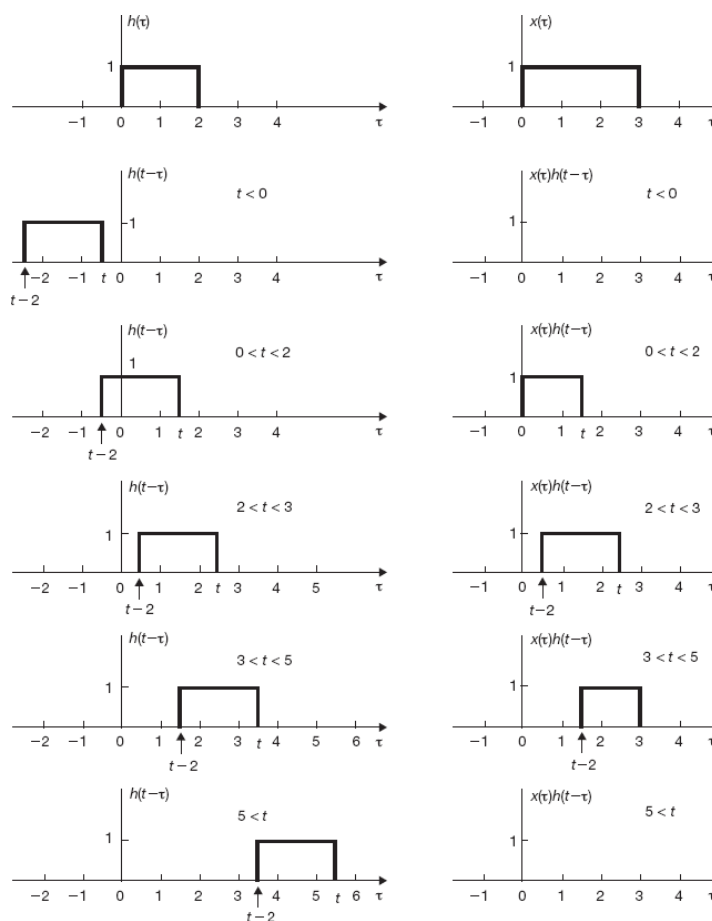 h(τ)
1
−1 0 1 2 3 4 τ
x(τ)
1
−1 0 1 2 3 4 τ
h(t−τ)
t < 0
1
−2 −1 t 0 1 2 3 4 τ
t−2
x(τ)h(t−τ)
t < 0
1
−1 0 1 2 3 4 τ
h(t−τ)
0 < t < 2
1
−2 −1 0 1 t 2 3 4 τ
t−2
x(τ)h(t−τ)
0 < t < 2
1
−1 0 1 t 2 3 4 τ
h(t−τ)
2 < t < 3
1
−2 −1 0 1 2 t 3 4 5 τ
t−2
x(τ)h(t−τ)
2 < t < 3
1
−1 0 1 2 t 3 4 τ
t−2
h(t−τ)
3 < t < 5
1
−2 −1 0 1 2 3 t 4 5 6 τ
t−2
x(τ)h(t−τ)
3 < t < 5
1
−1 0 1 2 3 4 τ
t−2
h(t−τ)
5 < t
1
−2 −1 0 1 2 3 4 5 t 6 τ
t−2
x(τ)h(t−τ)
5 < t
1
−1 0 1 2 3 4 τ